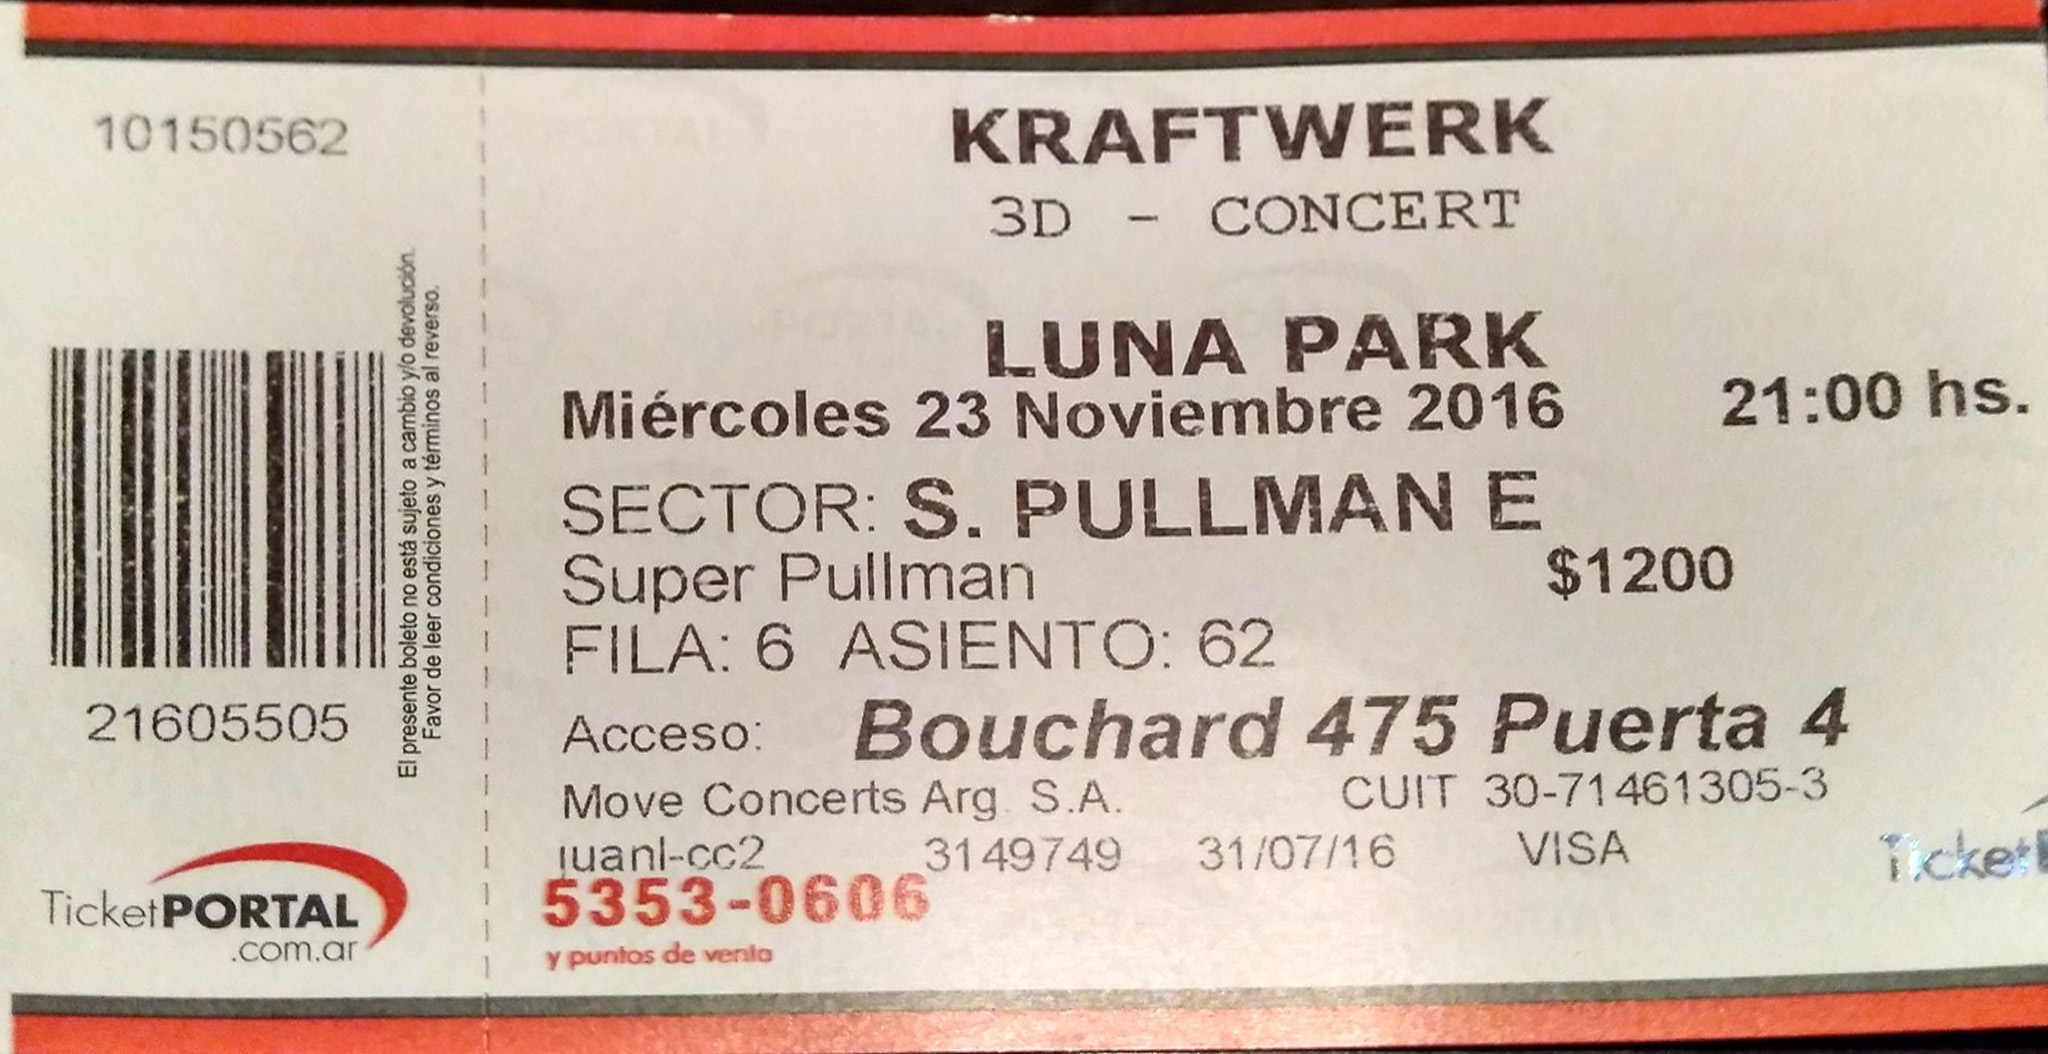 10150562
El presente boleto no está sujeto a cambio y/o devolución.
Favor de leer condiciones y términos al reverso.
21605505
TicketPORTAL
.com.ar
KRAFTWERK
3D - CONCERT
LUNA PARK
Miércoles 23 Noviembre 2016 21:00 hs.
SECTOR: S. PULLMAN E
Super Pullman $1200
FILA: 6 ASIENTO: 62
Acceso: Bouchard 475 Puerta 4
Move Concerts Arg. S.A. CUIT 30-71461305-3
juanl-cc2 3149749 31/07/16 VISA
5353-0606
y puntos de venta
Ticket